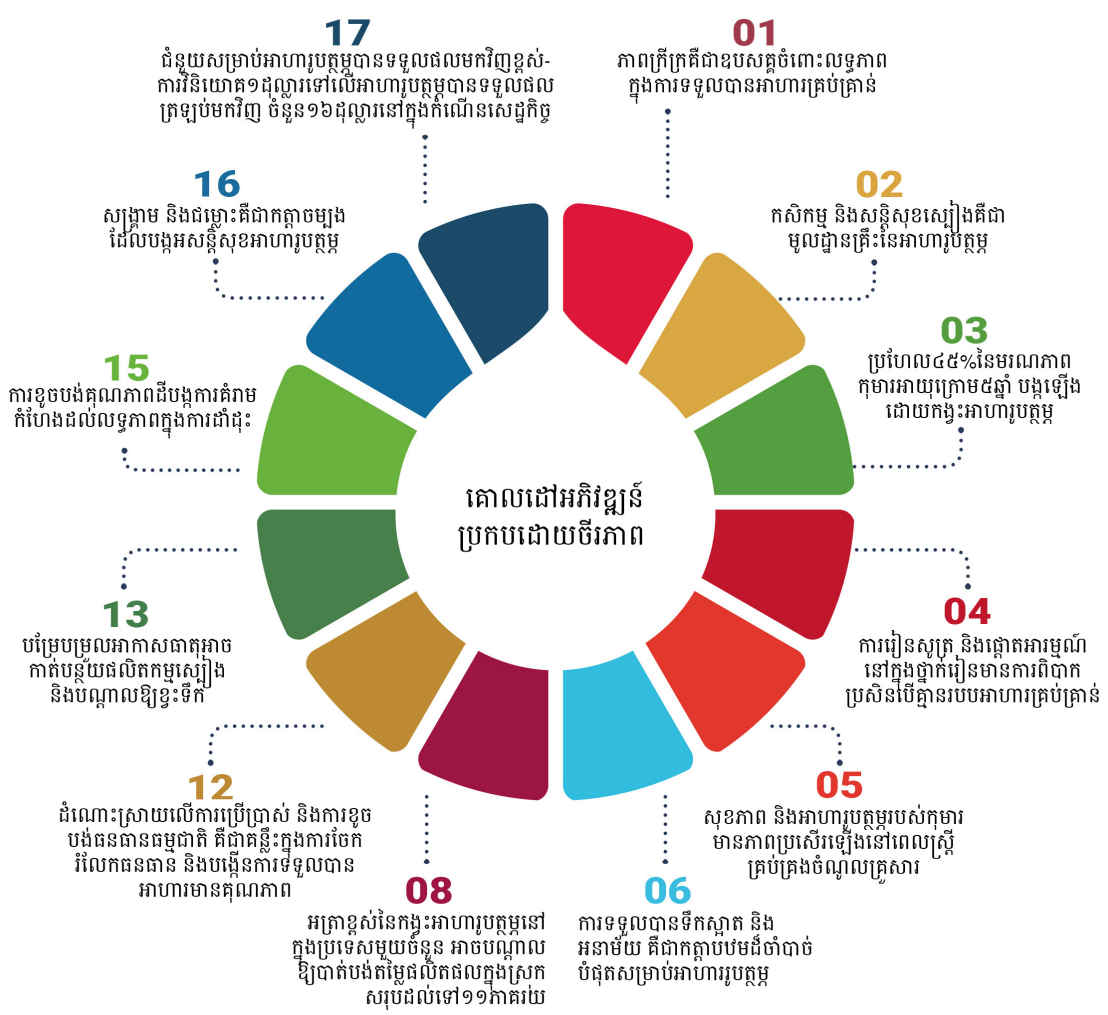 17
ជំនួយសម្រាប់អាហារូបត្ថម្ភបានទទួលផលមកវិញខ្ពស់-
ការវិនិយោគ១ដុល្លារទៅលើអាហារូបត្ថម្ភបានទទួលផល
ត្រឡប់មកវិញ ចំនួន១៦ដុល្លារនៅក្នុងកំណើនសេដ្ឋកិច្ច
01
ភាពក្រីក្រគឺជាឧបសគ្គចំពោះលទ្ធភាព
ក្នុងការទទួលបានអាហារគ្រប់គ្រាន់
02
កសិកម្ម និងសន្តិសុខស្បៀងគឺជា
មូលដ្ឋានគ្រឹះនៃអាហារូបត្ថម្ភ
03
ប្រហែល៤៥%នៃមរណភាព
កុមារអាយុក្រោម៥ឆ្នាំ បង្កឡើង
ដោយកង្វះអាហារូបត្ថម្ភ
04
ការរៀនសូត្រ និងផ្តោតអារម្មណ៍
នៅក្នុងថ្នាក់រៀនមានការពិបាក
ប្រសិនបើគ្មានរបបអាហារគ្រប់គ្រាន់
05
សុខភាព និងអាហារូបត្ថម្ភរបស់កុមារ
មានភាពប្រសើរឡើងនៅពេលស្ត្រី
គ្រប់គ្រងចំណូលគ្រួសារ
06
ការទទួលបានទឹកស្អាត និង
អនាម័យ គឺជាកត្តាបឋមដ៏ចាំបាច់
បំផុតសម្រាប់អាហាររូបត្ថម្ភ
08
អត្រាខ្ពស់នៃកង្វះអាហារូបត្ថម្ភនៅ
ក្នុងប្រទេសមួយចំនួន អាចបណ្តាល
ឱ្យបាត់បង់តម្លៃផលិតផលក្នុងស្រុក
សរុបដល់ទៅ១១ភាគរយ
12
ដំណោះស្រាយលើការប្រើប្រាស់ និងការខូច
បង់ធនធានធម្មជាតិ គឺជាគន្លឹះក្នុងការចែក
រំលែកធនធាន និងបង្កើនការទទួលបាន
អាហារមានគុណភាព
13
បម្រែបម្រួលអាកាសធាតុអាច
កាត់បន្ថយផលិតកម្មស្បៀង
និងបណ្តាលឱ្យខ្វះទឹក
15
ការខូចបង់គុណភាពដីបង្កការគំរាម
កំហែងដល់លទ្ធភាពក្នុងការដាំដុះ
16
សង្គ្រាម និងជម្លោះគឺជាកត្តាចម្បង
ដែលបង្កអសន្តិសុខអាហារូបត្ថម្ភ
គោលដៅអភិវឌ្ឍន៍
ប្រកបដោយចីរភាព